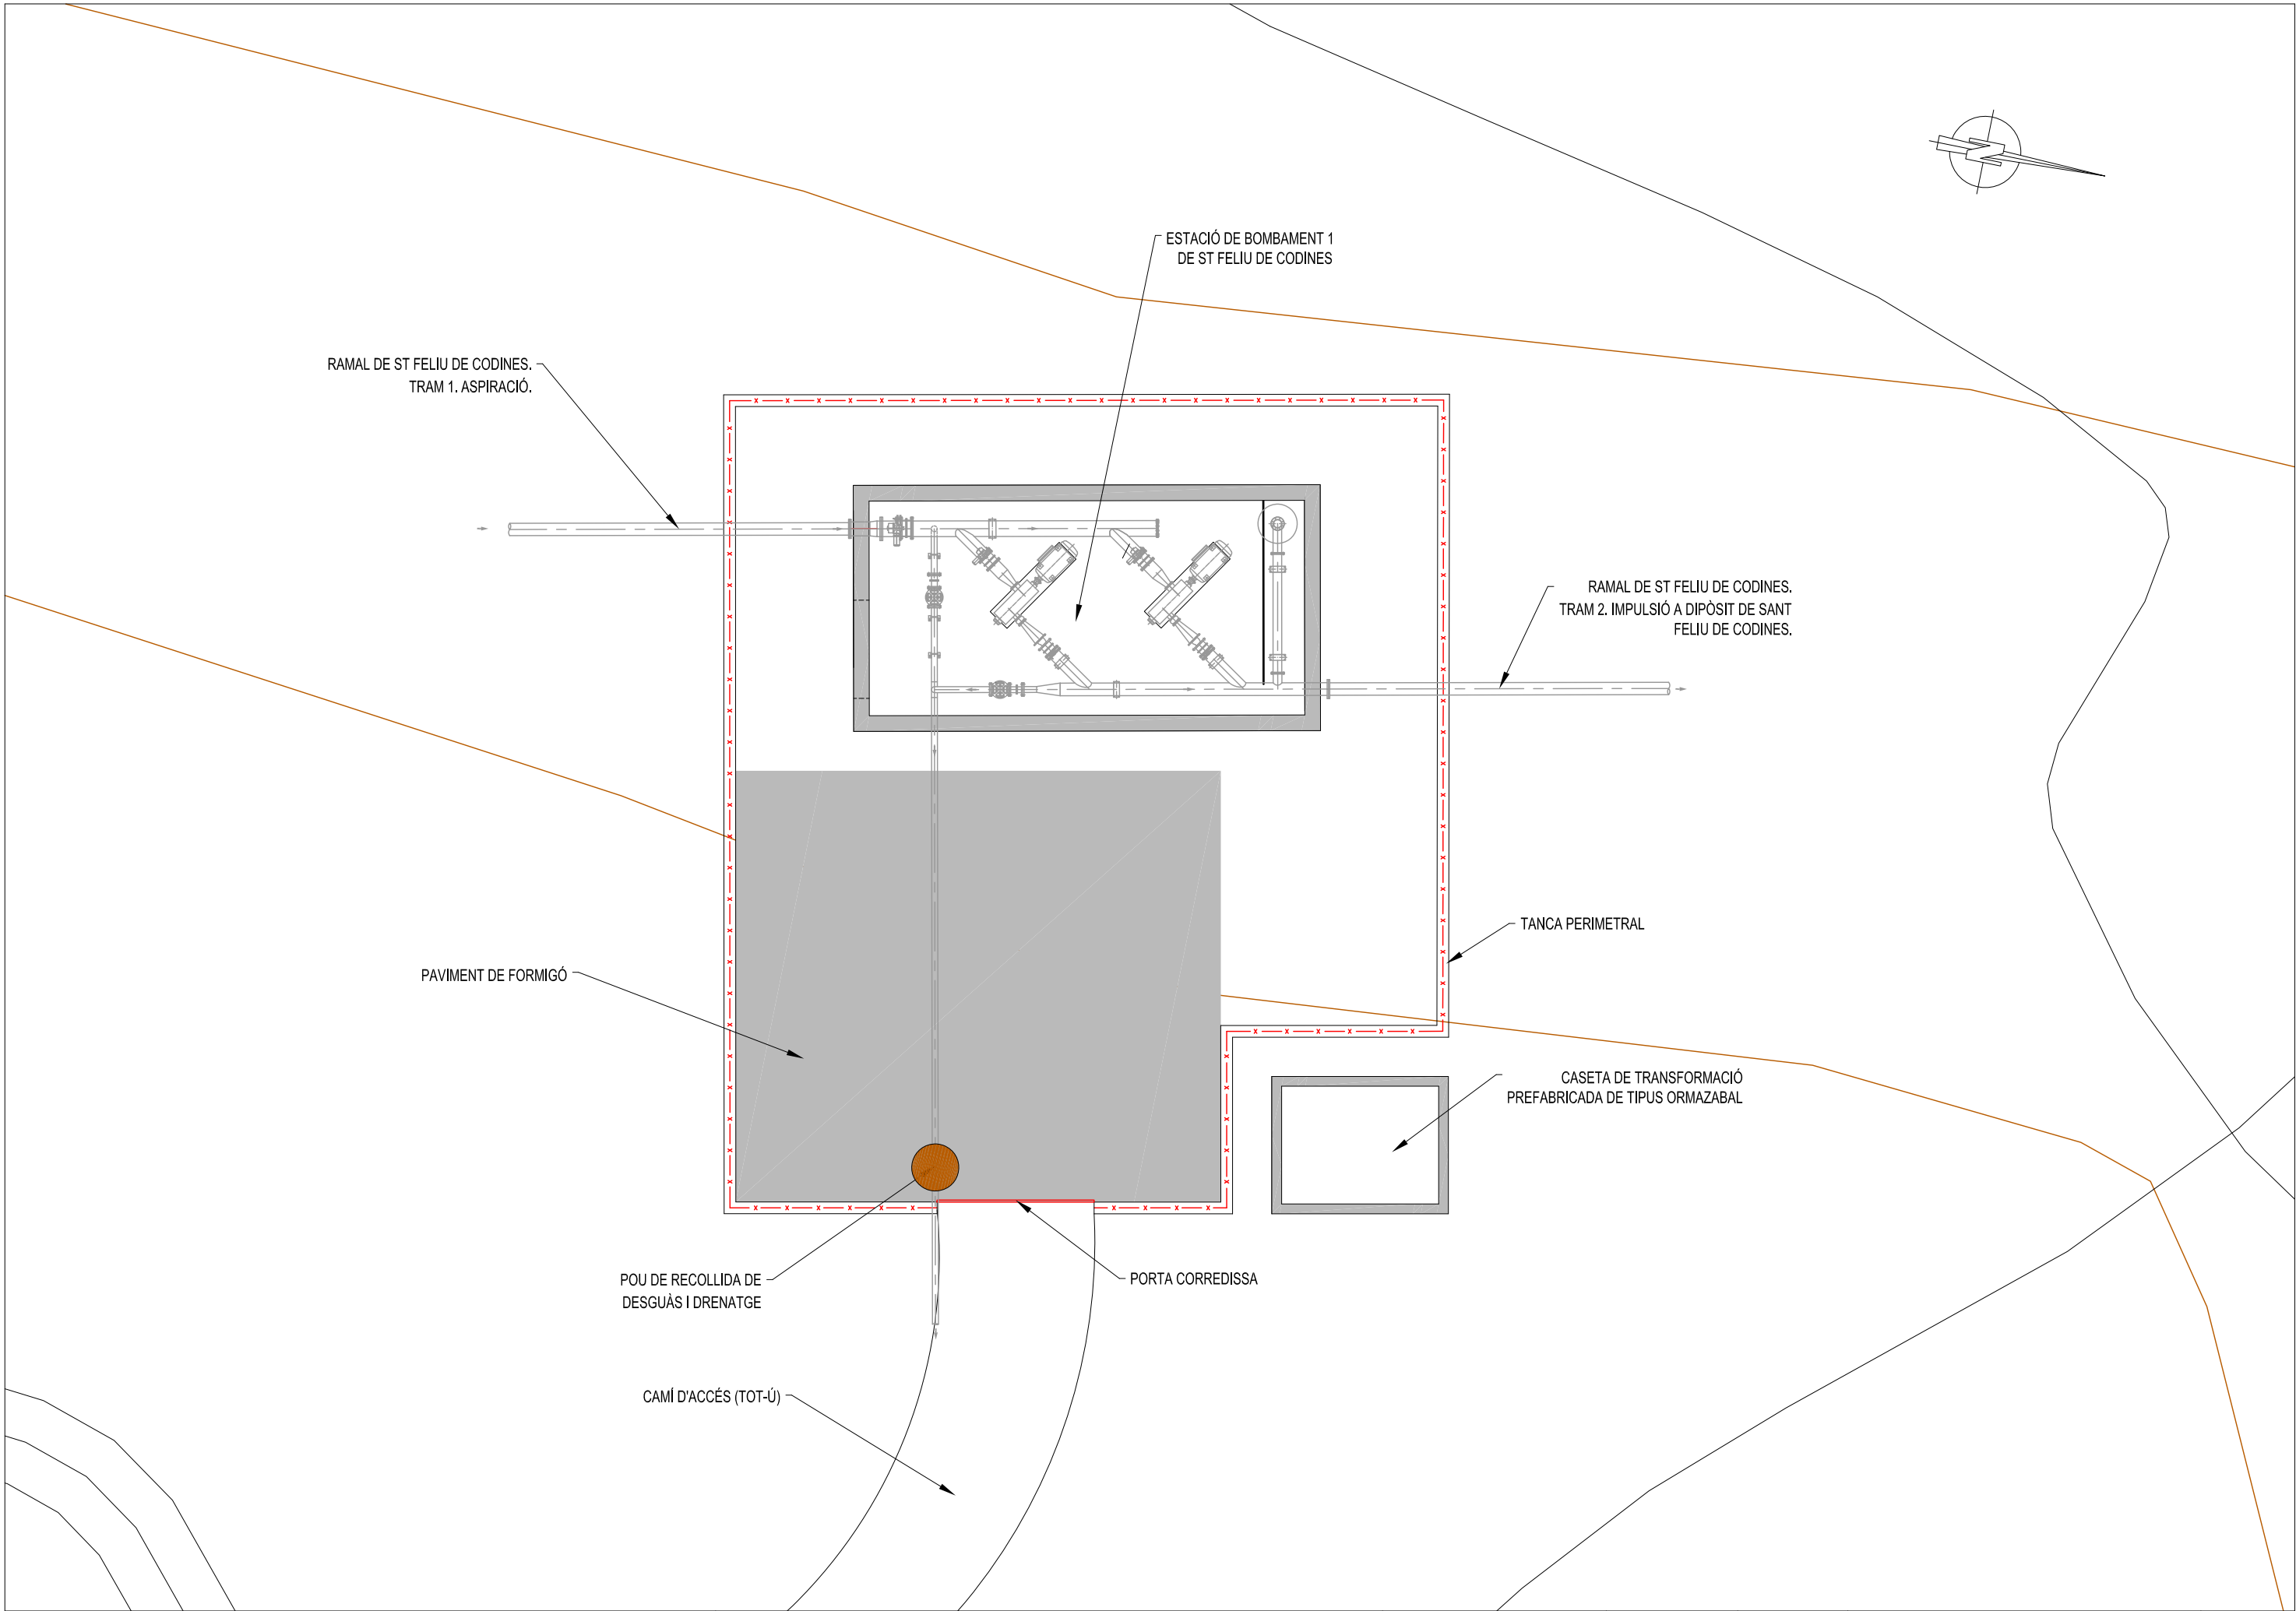 ESTACIÓ DE BOMBAMENT 1
DE ST FELIU DE CODINES
RAMAL DE ST FELIU DE CODINES.
TRAM 1. ASPIRACIÓ.
RAMAL DE ST FELIU DE CODINES.
TRAM 2. IMPULSIÓ A DIPÒSIT DE SANT
FELIU DE CODINES.
TANCA PERIMETRAL
PAVIMENT DE FORMIGÓ
CASETA DE TRANSFORMACIÓ
PREFABRICADA DE TIPUS ORMAZABAL
POU DE RECOLLIDA DE
DESGUÀS I DRENATGE
PORTA CORREDISSA
CAMÍ D'ACCÉS (TOT-Ú)